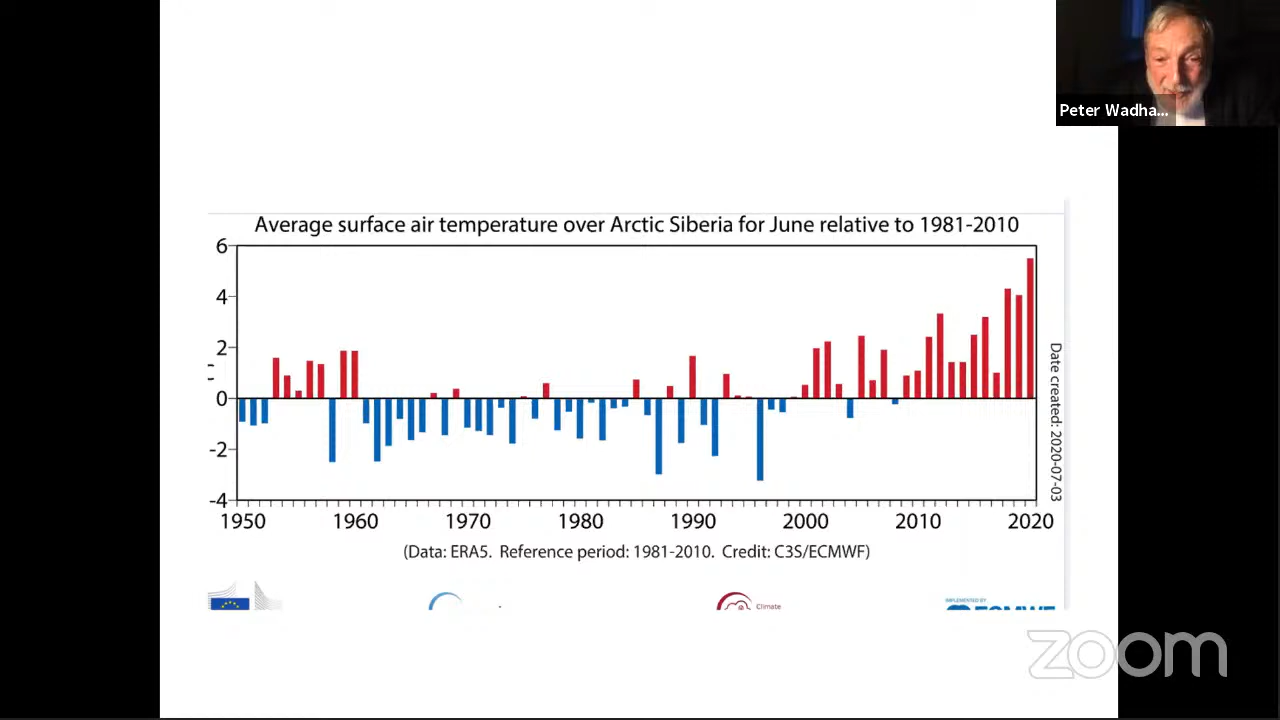 Peter Wadha...
Average surface air temperature over Arctic Siberia for June relative to 1981-2010
6
4
2
0
-2
-4
1950 1960 1970 1980 1990 2000 2010 2020
Date created: 2020-07-03
(Data: ERA5. Reference period: 1981-2010. Credit: C3S/ECMWF)
Climate
IMPLEMENTED BY
ECMWF
zoom